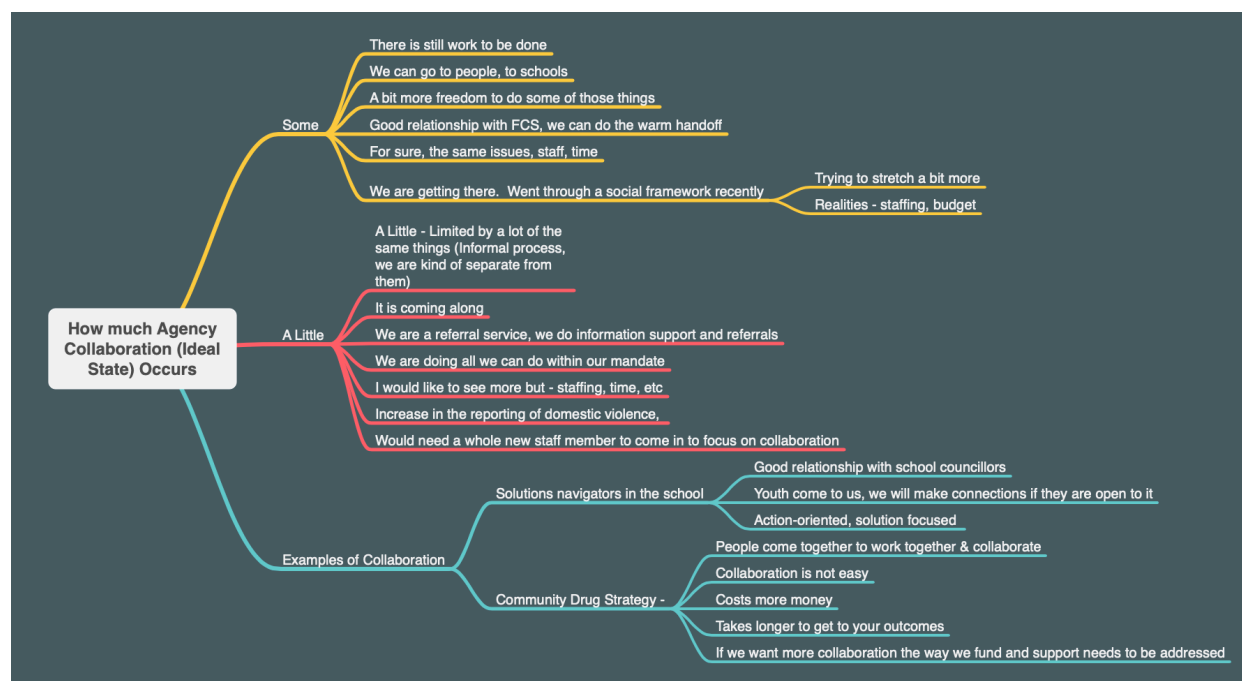 There is still work to be done
We can go to people, to schools
A bit more freedom to do some of those things
Some
Good relationship with FCS, we can do the warm handoff
For sure, the same issues, staff, time
We are getting there.  Went through a social framework recently
Trying to stretch a bit more
Realities - staffing, budget
A Little - Limited by a lot of the
same things (Informal process,
we are kind of separate from
them)
It is coming along
How much Agency
Collaboration (Ideal
State) Occurs
A Little
We are a referral service, we do information support and referrals
We are doing all we can do within our mandate
I would like to see more but - staffing, time, etc
Increase in the reporting of domestic violence,
Would need a whole new staff member to come in to focus on collaboration
Examples of Collaboration
Solutions navigators in the school
Good relationship with school councillors
Youth come to us, we will make connections if they are open to it
Action-oriented, solution focused
Community Drug Strategy -
People come together to work together & collaborate
Collaboration is not easy
Costs more money
Takes longer to get to your outcomes
If we want more collaboration the way we fund and support needs to be addressed